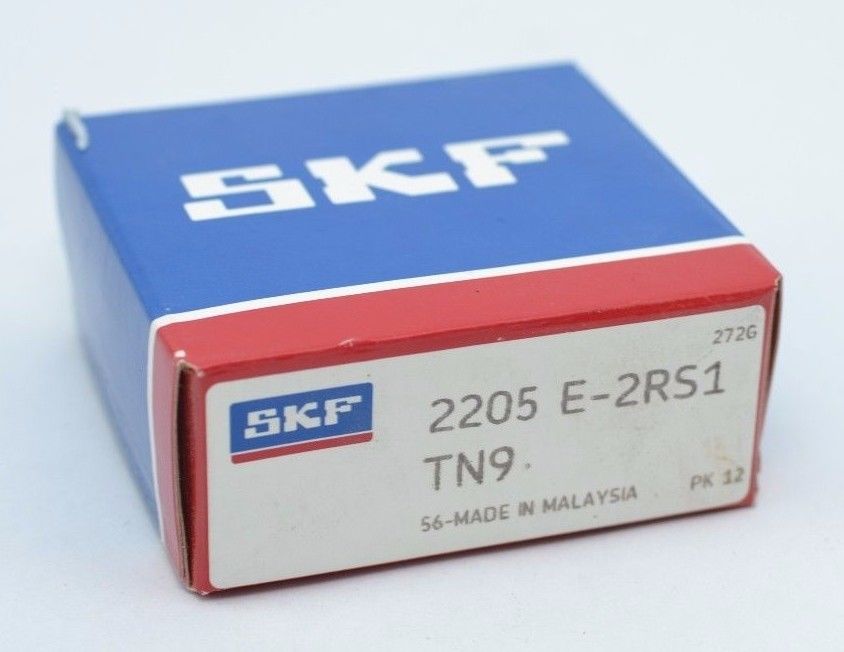 SKF
272G
SKF
2205 E-2RS1
TN9
56-MADE IN MALAYSIA
PK 12